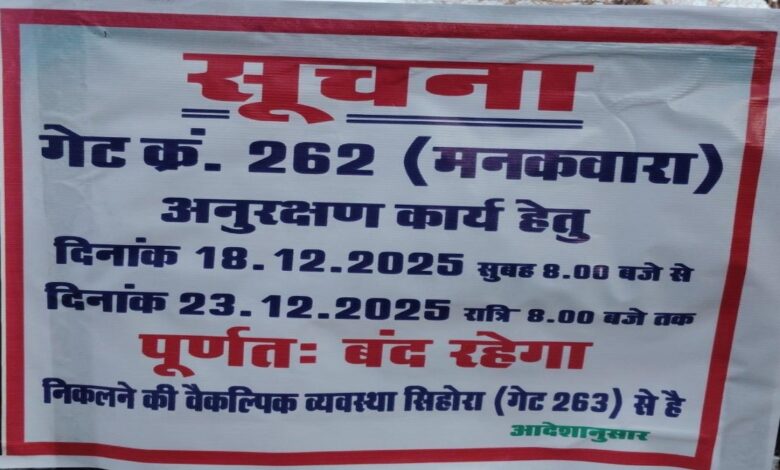 सूचना
गेट क्रं. 262 (मनकवारा)
अनुरक्षण कार्य हेतु
दिनांक 18.12.2025 सुबह 8.00 बजे से
दिनांक 23.12.2025 रात्रि 8.00 बजे तक
पूर्णतः बंद रहेगा
निकलने की वैकल्पिक व्यवस्था सिहोरा (गेट 263) से है
आदेशानुसार